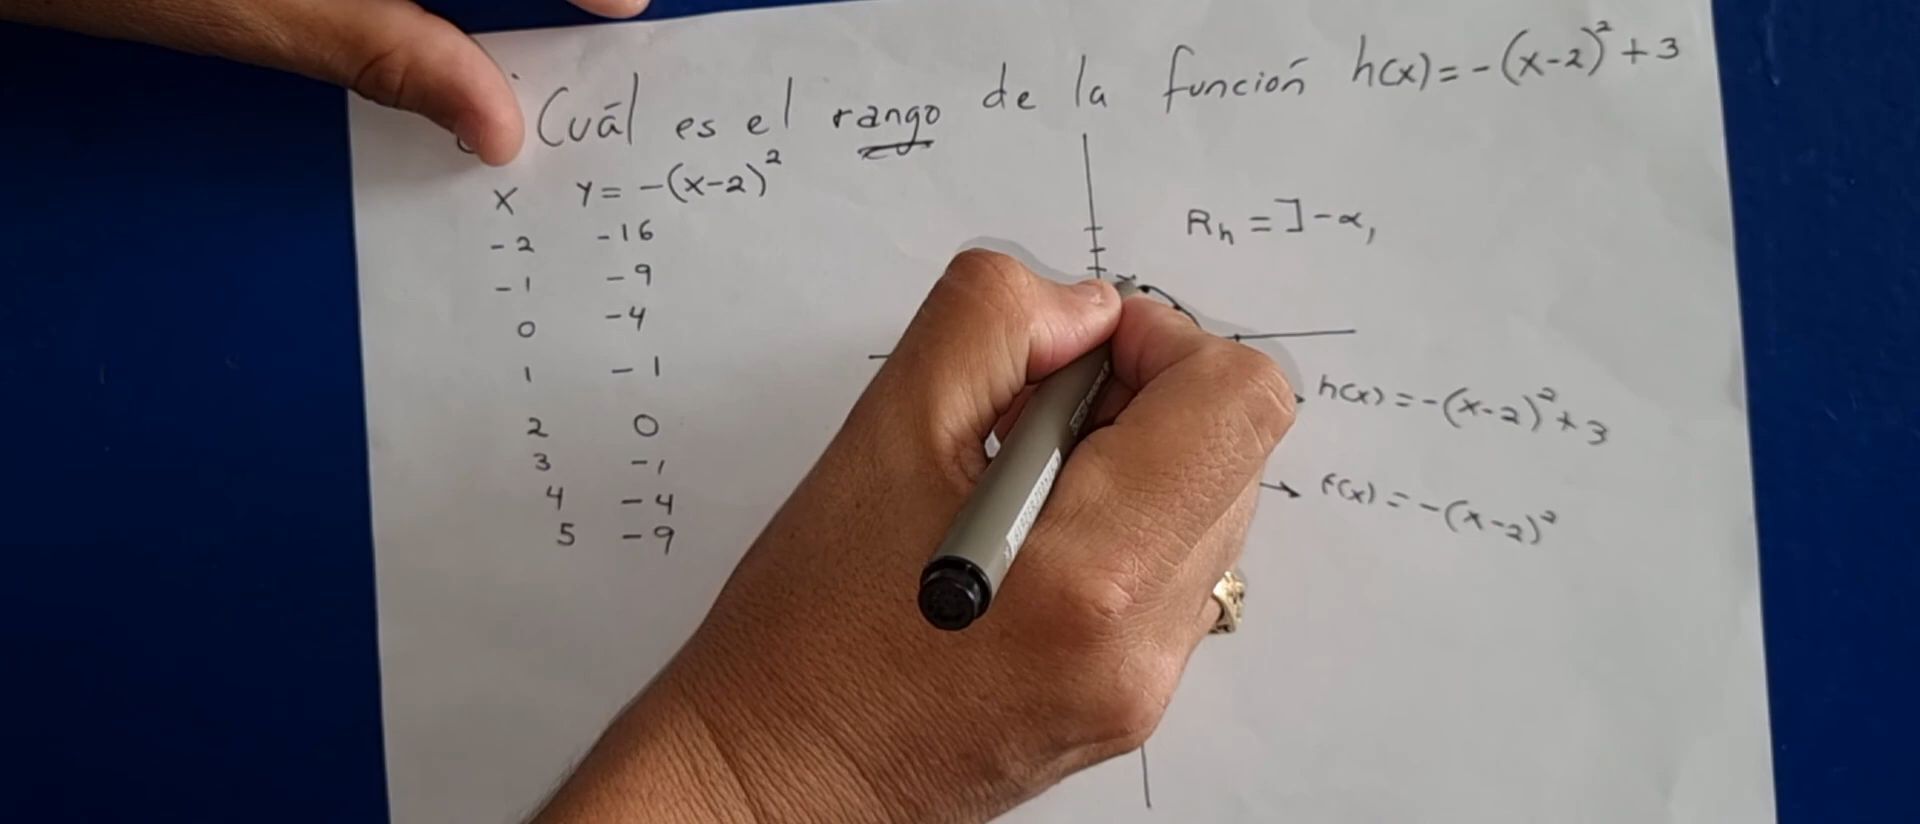 Cuál es el rango de la función h(x)=-(x-2)²+3
x y=-(x-2)²
-2 -16
-1 -9
0 -4
1 -1
2 0
3 -1
4 -4
5 -9
Rh = ]-∝,
h(x)=-(x-2)²+3
f(x)=-(x-2)²